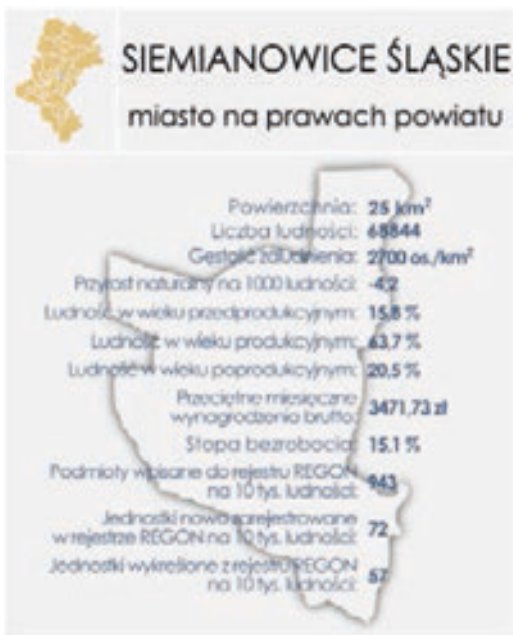 SIEMIANOWICE ŚLĄSKIE
miasto na prawach powiatu
Powierzchnia: 25 km²
Liczba ludności: 68844
Gęstość zaludnienia: 2700 os./km²
Przyrost naturalny na 1000 ludności: -4,2
Ludność w wieku przedprodukcyjnym: 15,8 %
Ludność w wieku produkcyjnym: 63,7 %
Ludność w wieku poprodukcyjnym: 20,5 %
Przeciętne miesięczne
wynagrodzenia brutto: 3471,73 zł
Stopa bezrobocia: 15,1 %
Podmioty wpisane do rejestru REGON
na 10 tys. ludności: 943
Jednostki nowo zarejestrowane
w rejestrze REGON na 10 tys. ludności: 72
Jednostki wykreślone z rejestru REGON
na 10 tys. ludności: 57